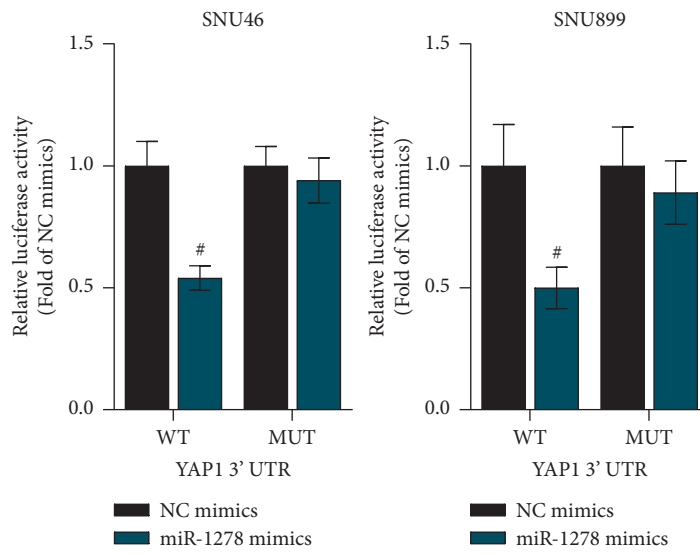 SNU46
Relative luciferase activity
(Fold of NC mimics)
1.5
1.0
0.5
0.0
#
WT
MUT
YAP1 3’ UTR
NC mimics
miR-1278 mimics
SNU899
Relative luciferase activity
(Fold of NC mimics)
1.5
1.0
0.5
0.0
#
WT
MUT
YAP1 3’ UTR
NC mimics
miR-1278 mimics